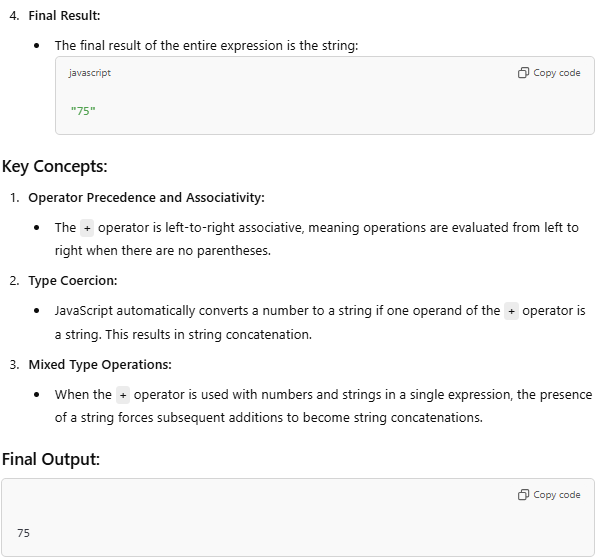 4. Final Result:
• The final result of the entire expression is the string:
javascript Copy code
"75"
Key Concepts:
1. Operator Precedence and Associativity:
• The + operator is left-to-right associative, meaning operations are evaluated from left to
right when there are no parentheses.
2. Type Coercion:
• JavaScript automatically converts a number to a string if one operand of the + operator is
a string. This results in string concatenation.
3. Mixed Type Operations:
• When the + operator is used with numbers and strings in a single expression, the presence
of a string forces subsequent additions to become string concatenations.
Final Output:
Copy code
75